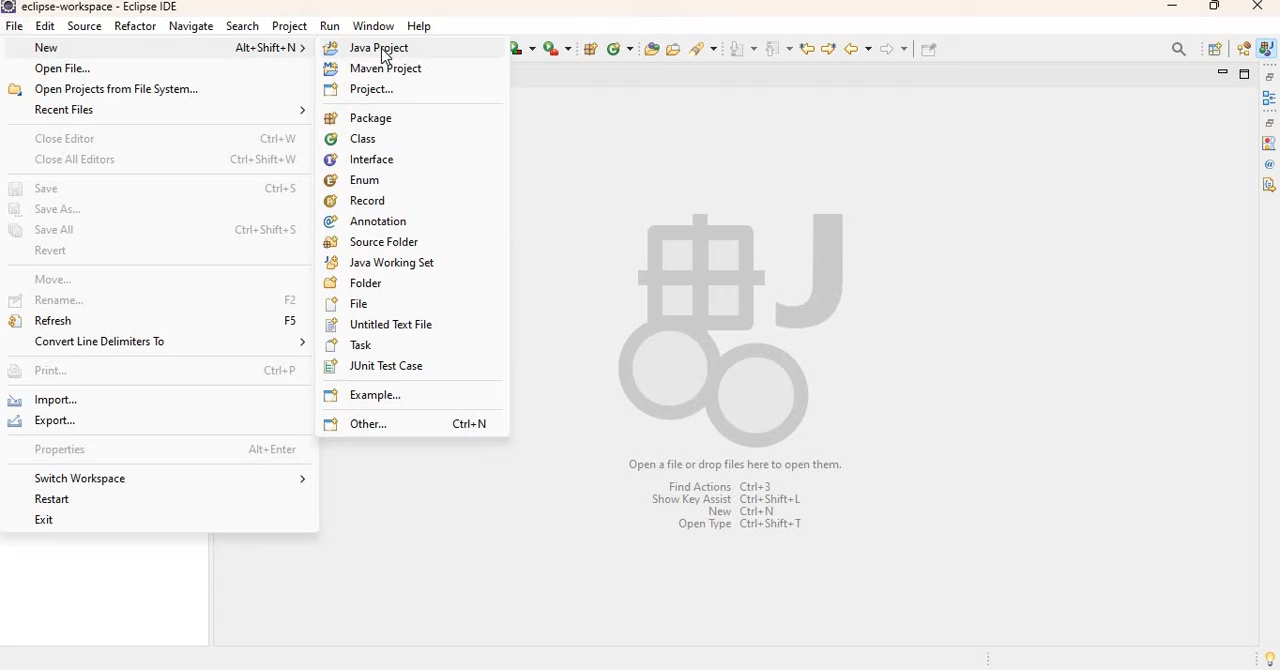 eclipse-workspace - Eclipse IDE
File Edit Source Refactor Navigate Search Project Run Window Help
New Alt+Shift+N
Open File...
Open Projects from File System...
Recent Files
Close Editor Ctrl+W
Close All Editors Ctrl+Shift+W
Save Ctrl+S
Save As...
Save All Ctrl+Shift+S
Revert
Move...
Rename... F2
Refresh F5
Convert Line Delimiters To
Print... Ctrl+P
Import...
Export...
Properties Alt+Enter
Switch Workspace
Restart
Exit
Java Project
Maven Project
Project...
Package
Class
Interface
Enum
Record
Annotation
Source Folder
Java Working Set
Folder
File
Untitled Text File
Task
JUnit Test Case
Example...
Other... Ctrl+N
Open a file or drop files here to open them.
Find Actions Ctrl+3
Show Key Assist Ctrl+Shift+L
New Ctrl+N
Open Type Ctrl+Shift+T